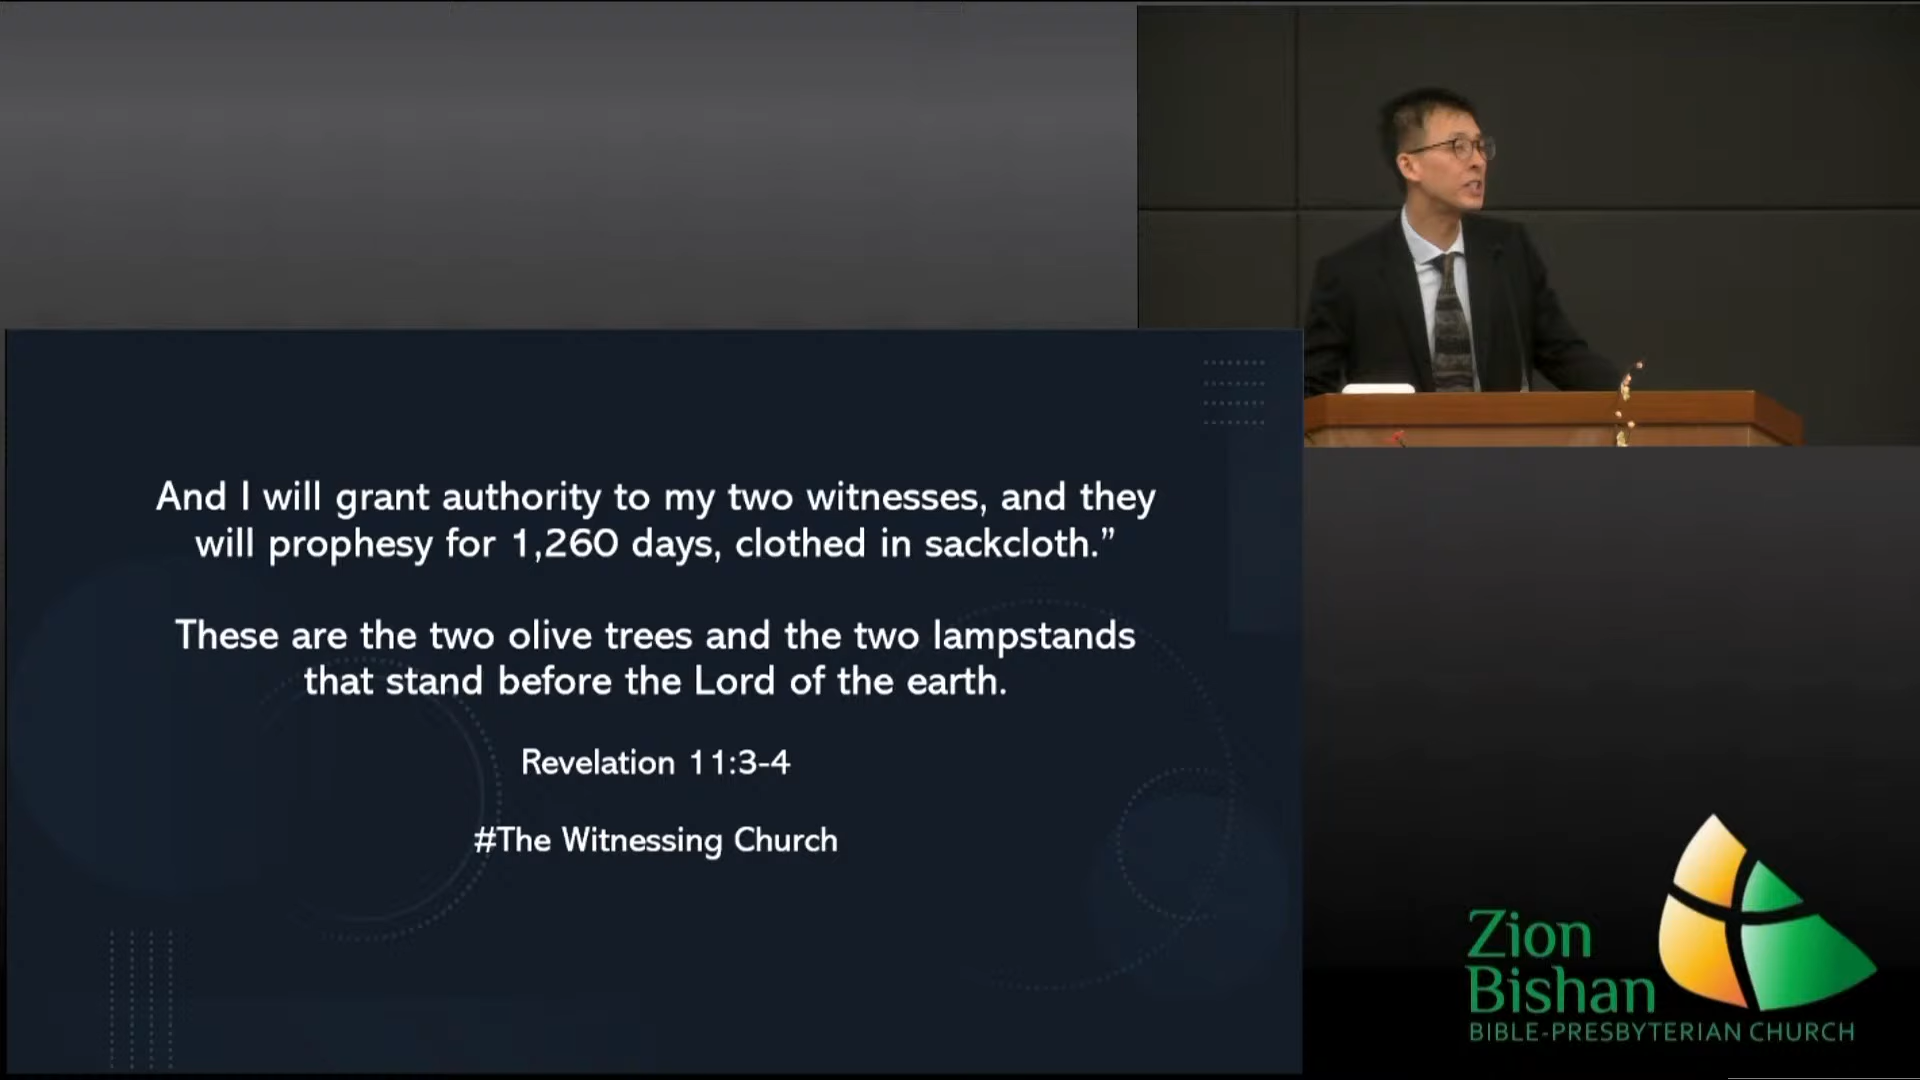 And I will grant authority to my two witnesses, and they
will prophesy for 1,260 days, clothed in sackcloth.”
These are the two olive trees and the two lampstands
that stand before the Lord of the earth.
Revelation 11:3-4
#The Witnessing Church
Zion
Bishan
BIBLE-PRESBYTERIAN CHURCH